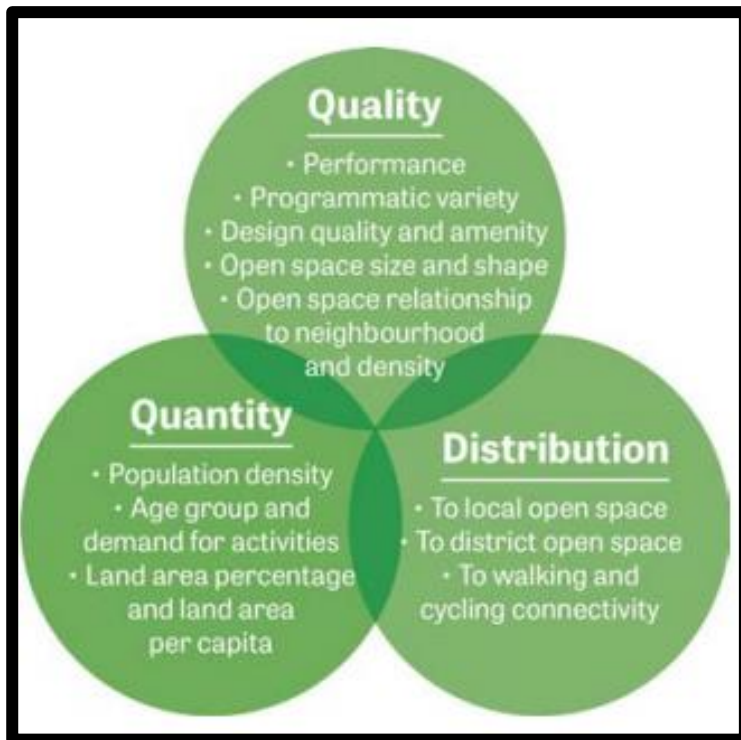 Quality
• Performance
• Programmatic variety
• Design quality and amenity
• Open space size and shape
• Open space relationship
to neighbourhood
and density
Quantity
• Population density
• Age group and
demand for activities
• Land area percentage
and land area
per capita
Distribution
• To local open space
• To district open space
• To walking and
cycling connectivity